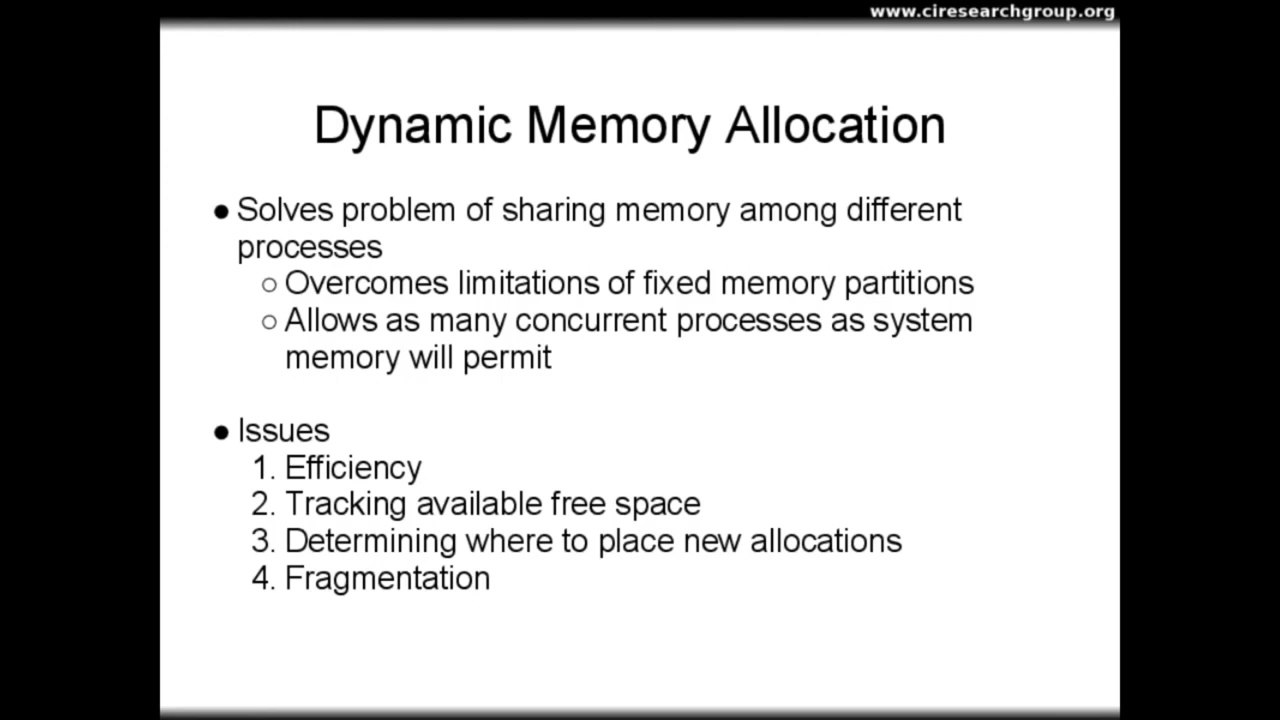 www.ciresearchgroup.org
Dynamic Memory Allocation
● Solves problem of sharing memory among different
processes
○ Overcomes limitations of fixed memory partitions
○ Allows as many concurrent processes as system
memory will permit
● Issues
1. Efficiency
2. Tracking available free space
3. Determining where to place new allocations
4. Fragmentation